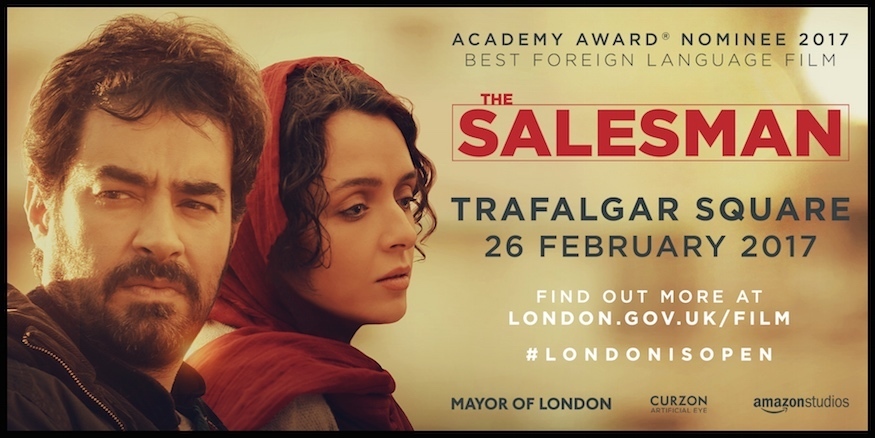 ACADEMY AWARD® NOMINEE 2017
BEST FOREIGN LANGUAGE FILM
THE
SALESMAN
TRAFALGAR SQUARE
26 FEBRUARY 2017
FIND OUT MORE AT
LONDON.GOV.UK/FILM
#LONDONISOPEN
MAYOR OF LONDON
CURZON
ARTIFICIAL EYE
amazonstudios